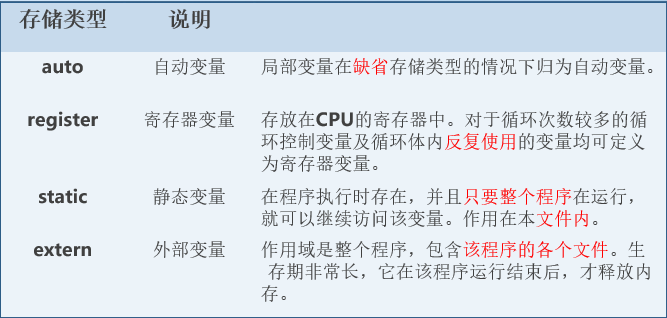 存储类型 说明
auto 自动变量 局部变量在缺省存储类型的情况下归为自动变量。
register 寄存器变量 存放在CPU的寄存器中。对于循环次数较多的循
环控制变量及循环体内反复使用的变量均可定义
为寄存器变量。
static 静态变量 在程序执行时存在，并且只要整个程序在运行，
就可以继续访问该变量。作用在本文件内。
extern 外部变量 作用域是整个程序，包含该程序的各个文件。生
存期非常长，它在该程序运行结束后，才释放内
存。